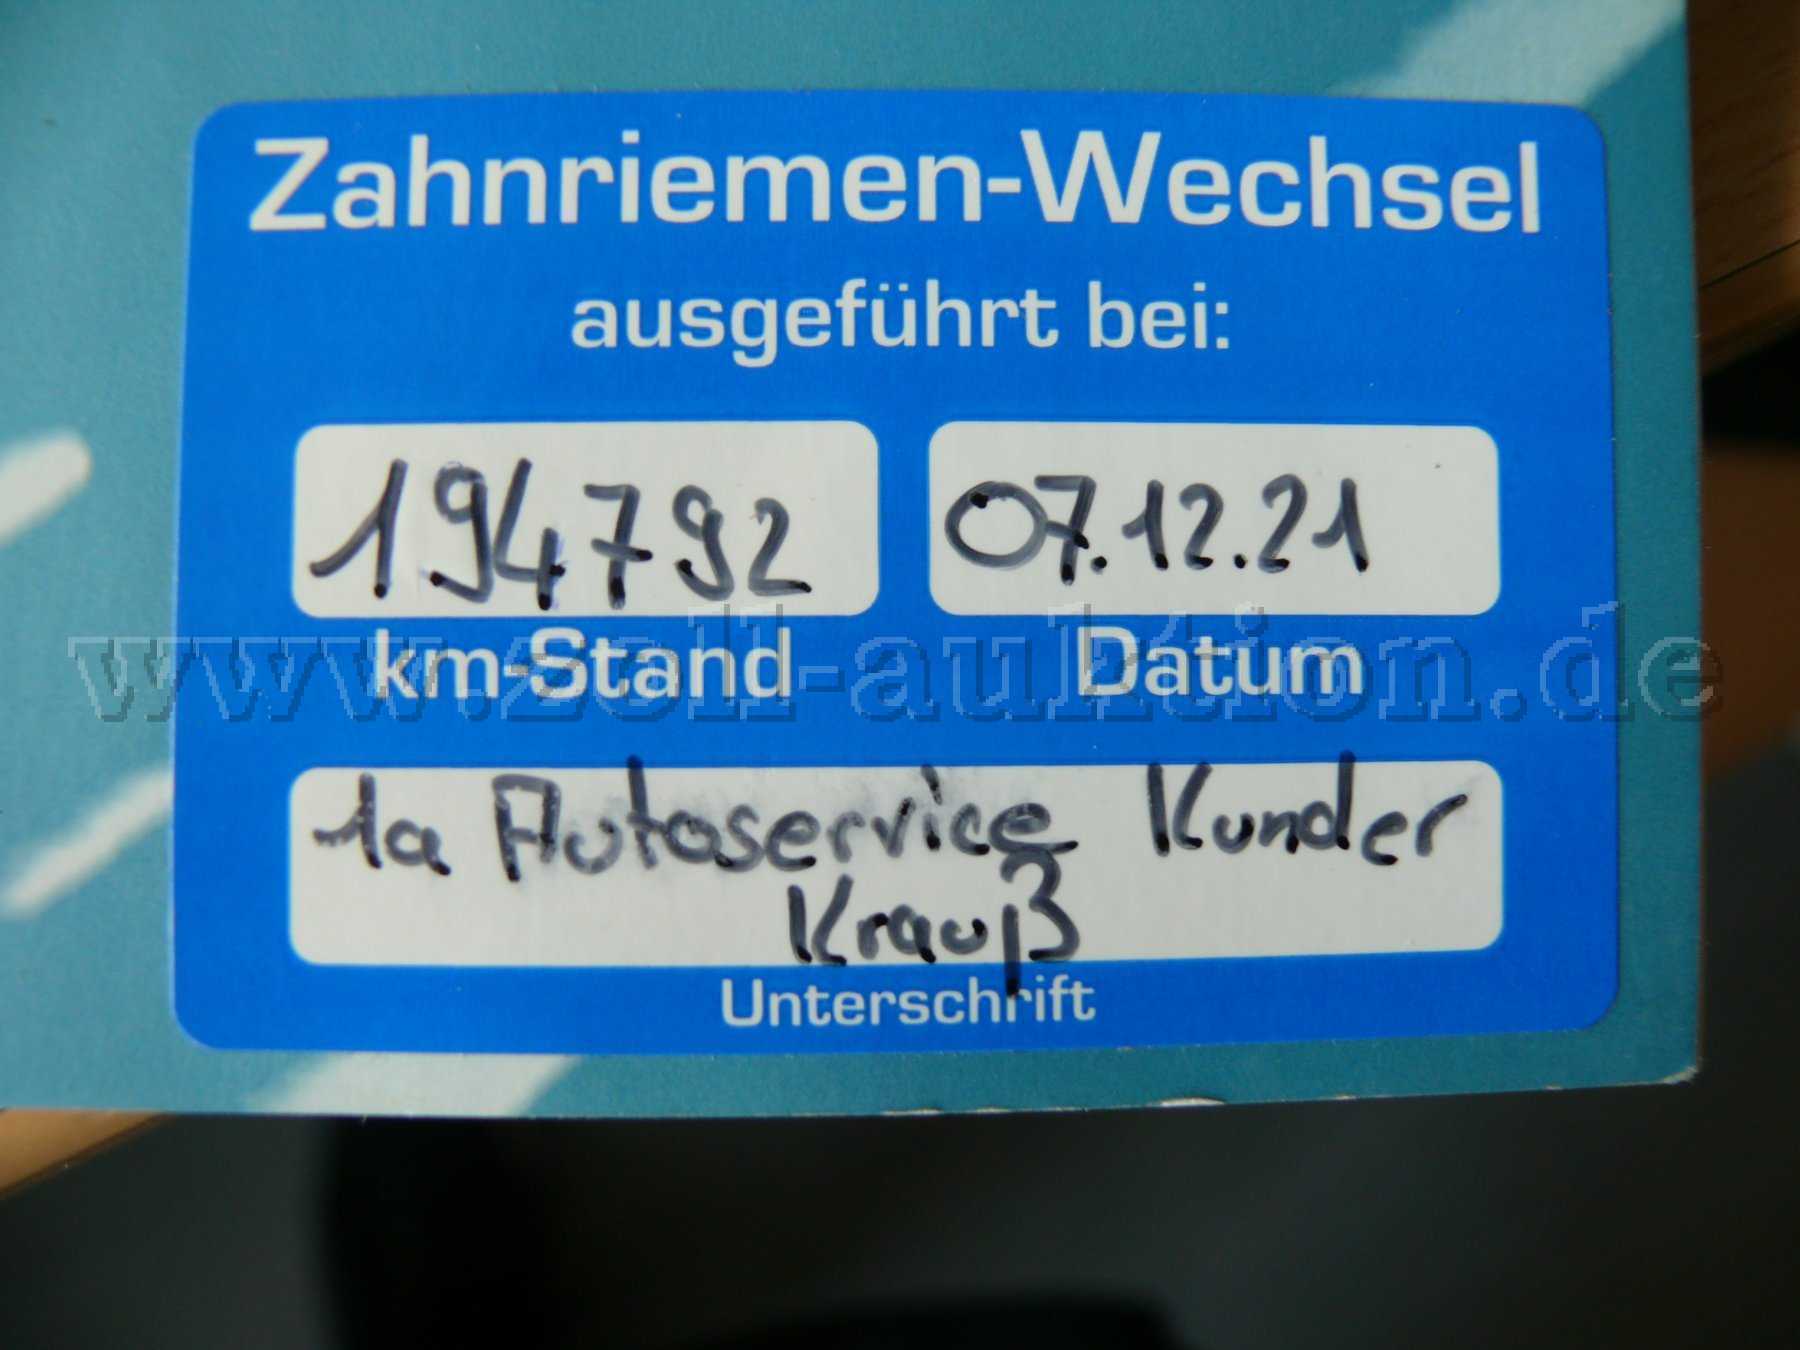 Zahnriemen-Wechsel
ausgeführt bei:
194792 07.12.21
km-Stand Datum
www.zoll-auktion.de
1a Autoservice Kunder
Krauß
Unterschrift